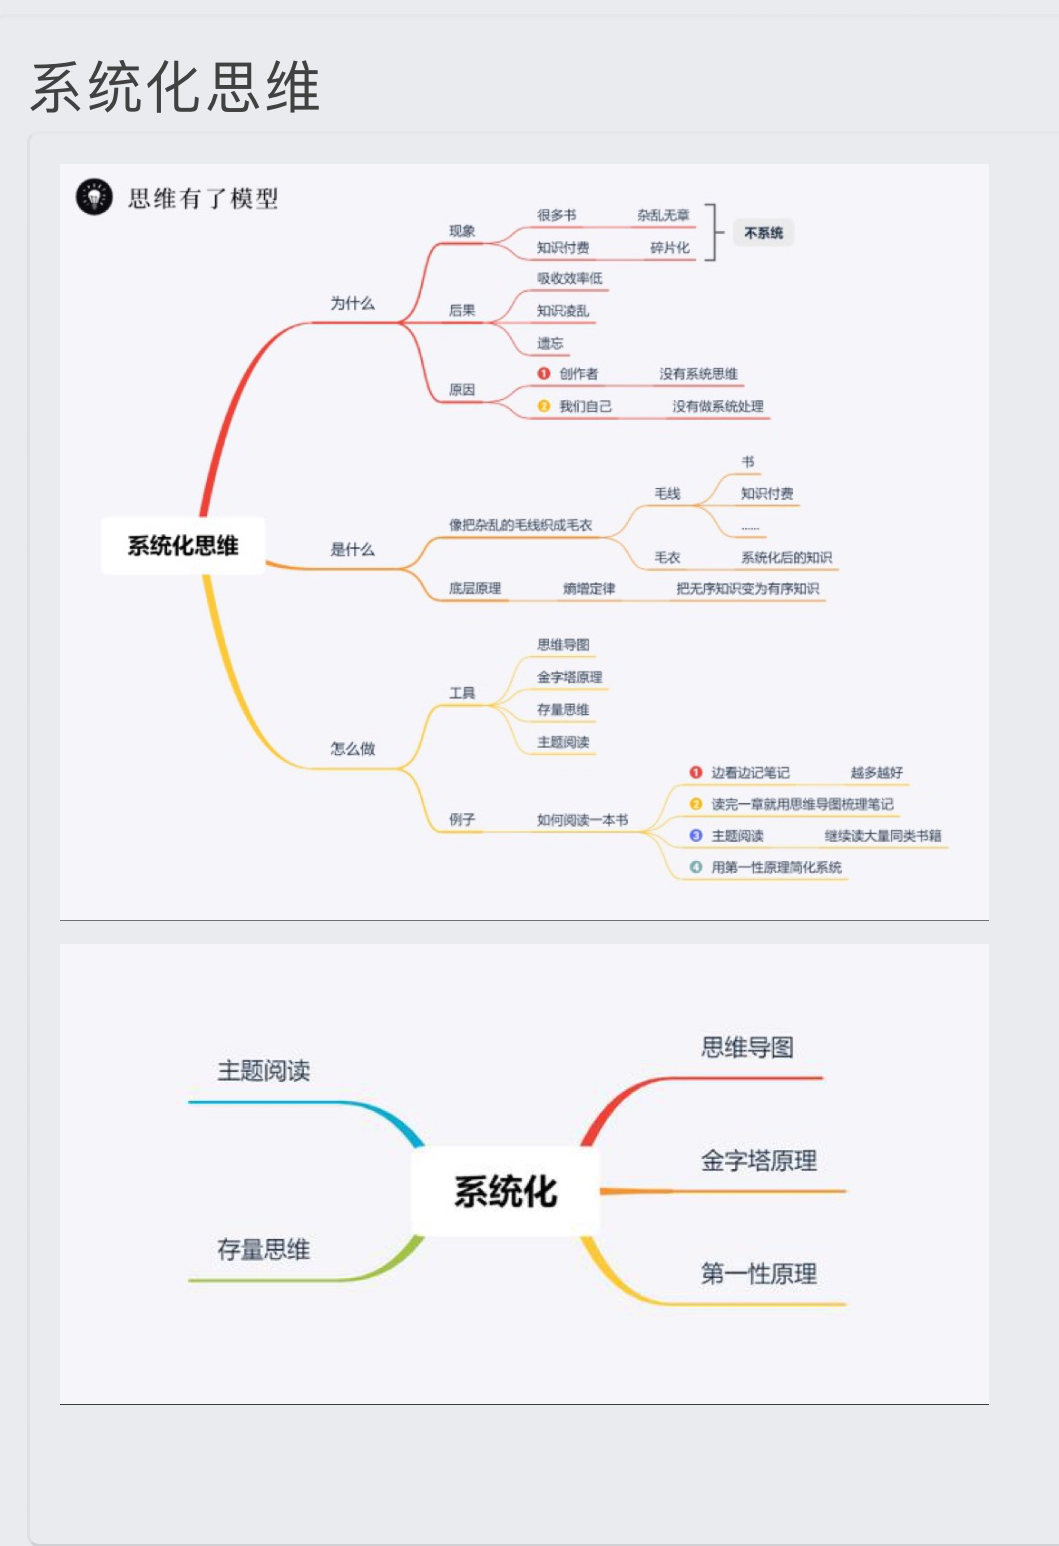 系统化思维
思维有了模型
系统化思维
为什么
现象
很多书 杂乱无章
知识付费 碎片化
不系统
后果
吸收效率低
知识凌乱
遗忘
原因
1 创作者 没有系统思维
2 我们自己 没有做系统处理
是什么
像把杂乱的毛线织成毛衣
毛线
书
知识付费
......
毛衣 系统化后的知识
底层原理 熵增定律 把无序知识变为有序知识
怎么做
工具
思维导图
金字塔原理
存量思维
主题阅读
例子 如何阅读一本书
1 边看边记笔记 越多越好
2 读完一章就用思维导图梳理笔记
3 主题阅读 继续读大量同类书籍
4 用第一性原理简化系统
系统化
思维导图
金字塔原理
第一性原理
主题阅读
存量思维